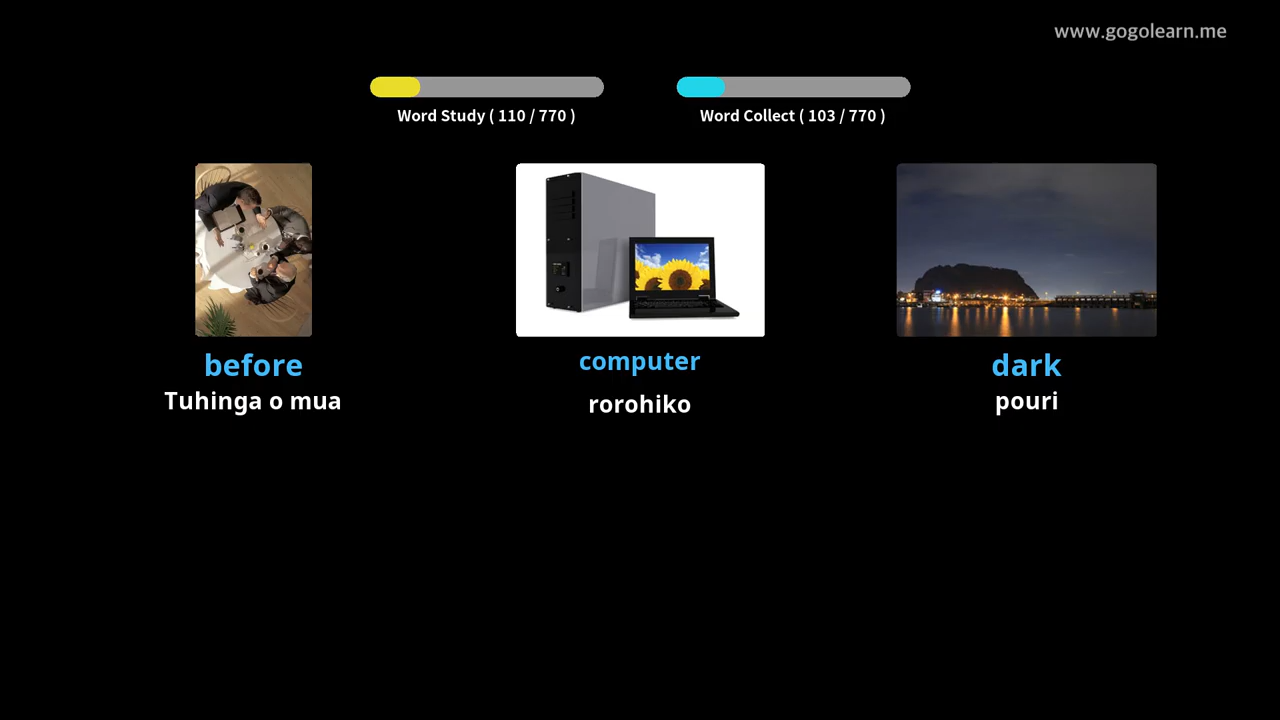 www.gogolearn.me
Word Study ( 110 / 770 )
Word Collect ( 103 / 770 )
before
Tuhinga o mua
computer
rorohiko
dark
pouri